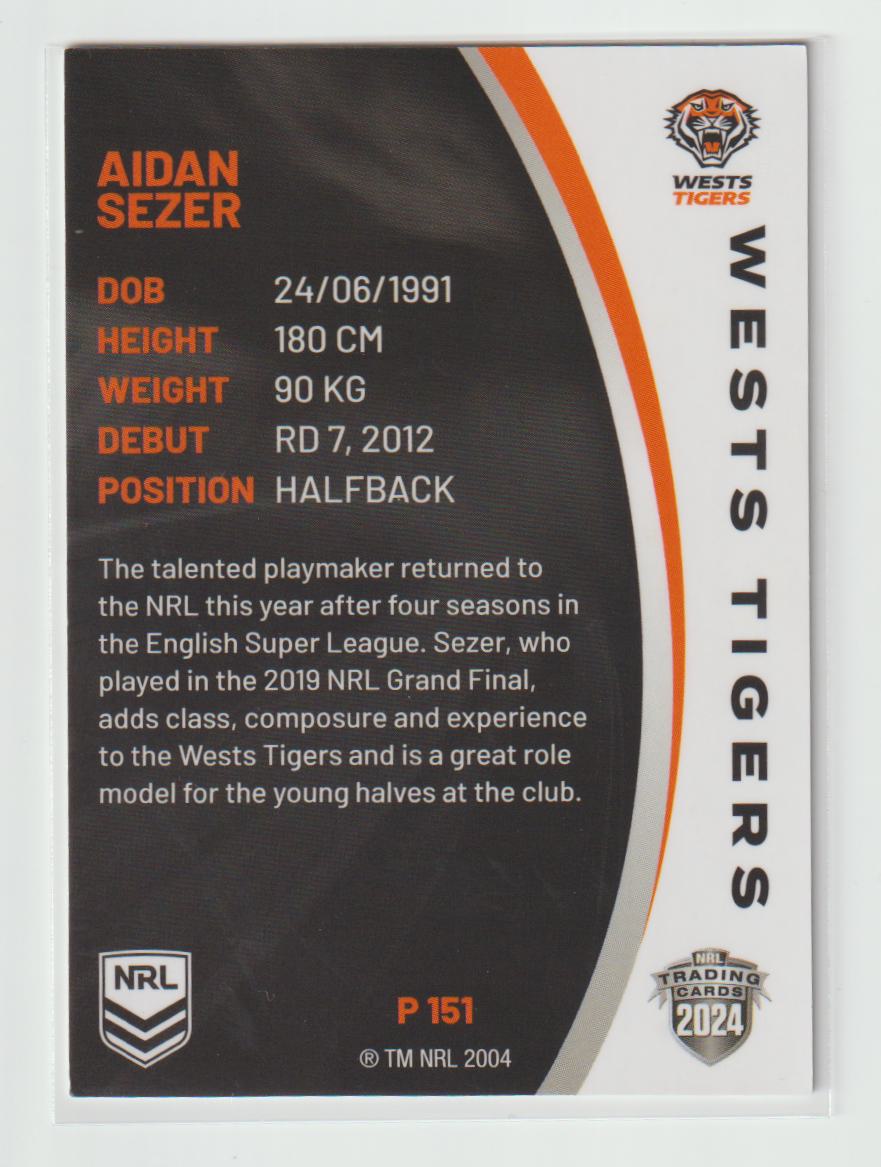 AIDAN
SEZER
DOB 24/06/1991
HEIGHT 180 CM
WEIGHT 90 KG
DEBUT RD 7, 2012
POSITION HALFBACK
The talented playmaker returned to
the NRL this year after four seasons in
the English Super League. Sezer, who
played in the 2019 NRL Grand Final,
adds class, composure and experience
to the Wests Tigers and is a great role
model for the young halves at the club.
NRL
P 151
® TM NRL 2004
WESTS
TIGERS
WESTS TIGERS
NRL
TRADING
CARDS
2024